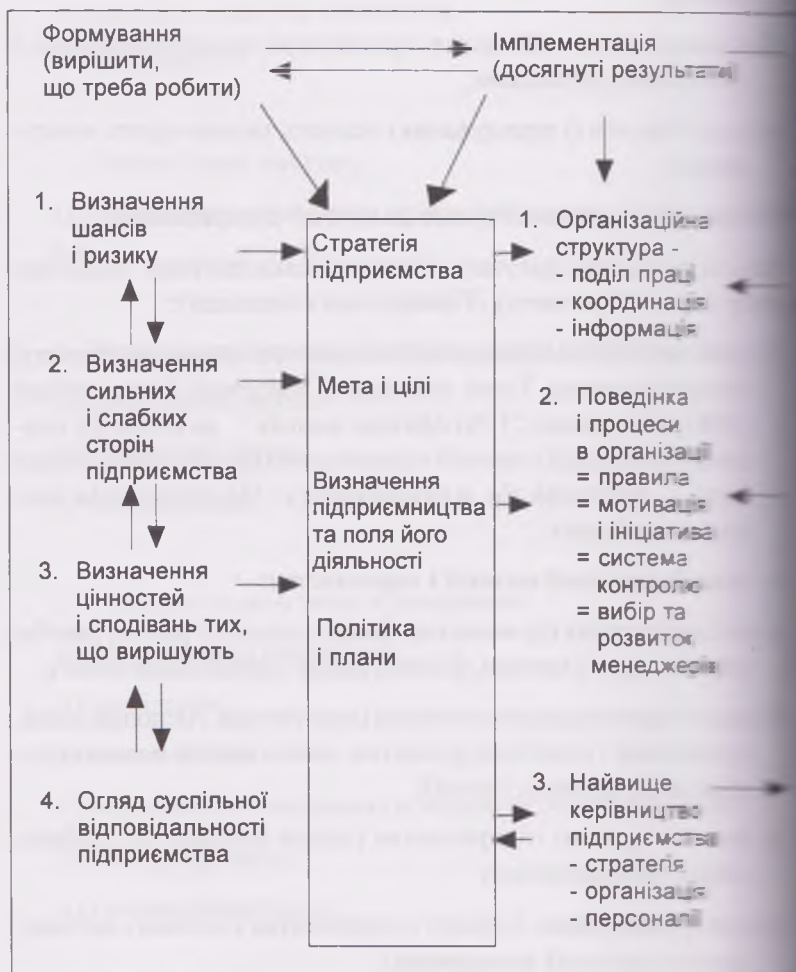 Формування
(вирішити,
що треба робити)
Імплементація
(досягнуті результати)
1. Визначення
шансів
і ризику
2. Визначення
сильних
і слабких
сторін
підприємства
3. Визначення
цінностей
і сподівань тих,
що вирішують
4. Огляд суспільної
відповідальності
підприємства
Стратегія
підприємства
Мета і цілі
Визначення
підприємництва
та поля його
діяльності
Політика
і плани
1. Організаційна
структура -
- поділ праці
- координація
- інформація
2. Поведінка
і процеси
в організації
= правила
= мотивація
і ініціатива
= система
контролю
= вибір та
розвиток
менеджерів
3. Найвище
керівництво
підприємства
- стратегія
- організація
- персоналії